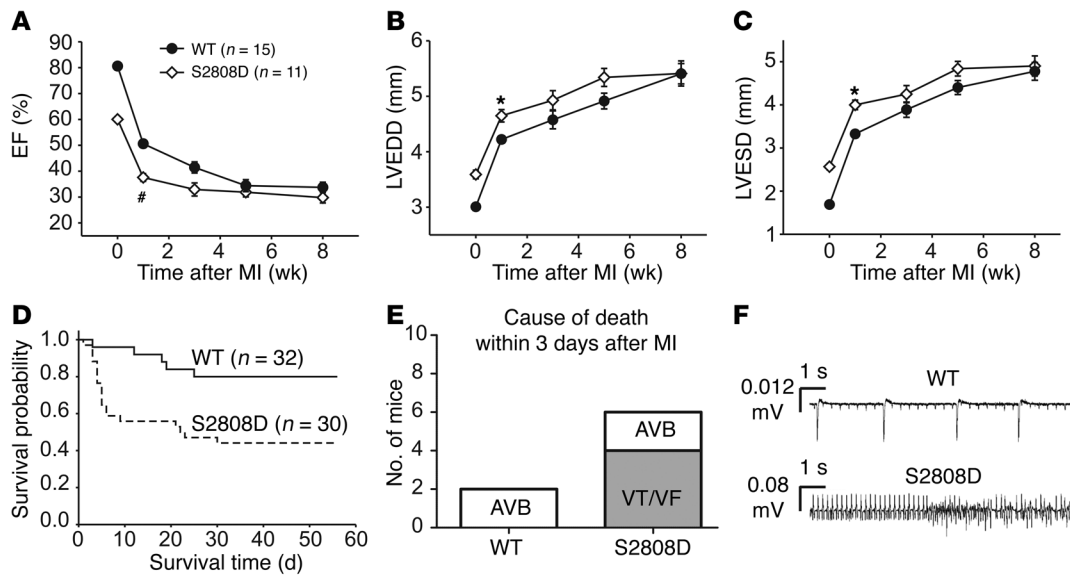 A
EF (%)
90
80
70
60
50
40
30
20
WT (n = 15)
S2808D (n = 11)
#
0 2 4 6 8
Time after MI (wk)
B
LVEDD (mm)
6
5
4
3
*
0 2 4 6 8
Time after MI (wk)
C
LVESD (mm)
5
4
3
2
1
*
0 2 4 6 8
Time after MI (wk)
D
Survival probability
1.0
0.8
0.6
0.4
0.2
0.0
WT (n = 32)
S2808D (n = 30)
0 10 20 30 40 50 60
Survival time (d)
E
Cause of death
within 3 days after MI
No. of mice
10
8
6
4
2
0
AVB
AVB
VT/VF
WT S2808D
F
1 s
0.012
mV
WT
1 s
0.08
mV
S2808D